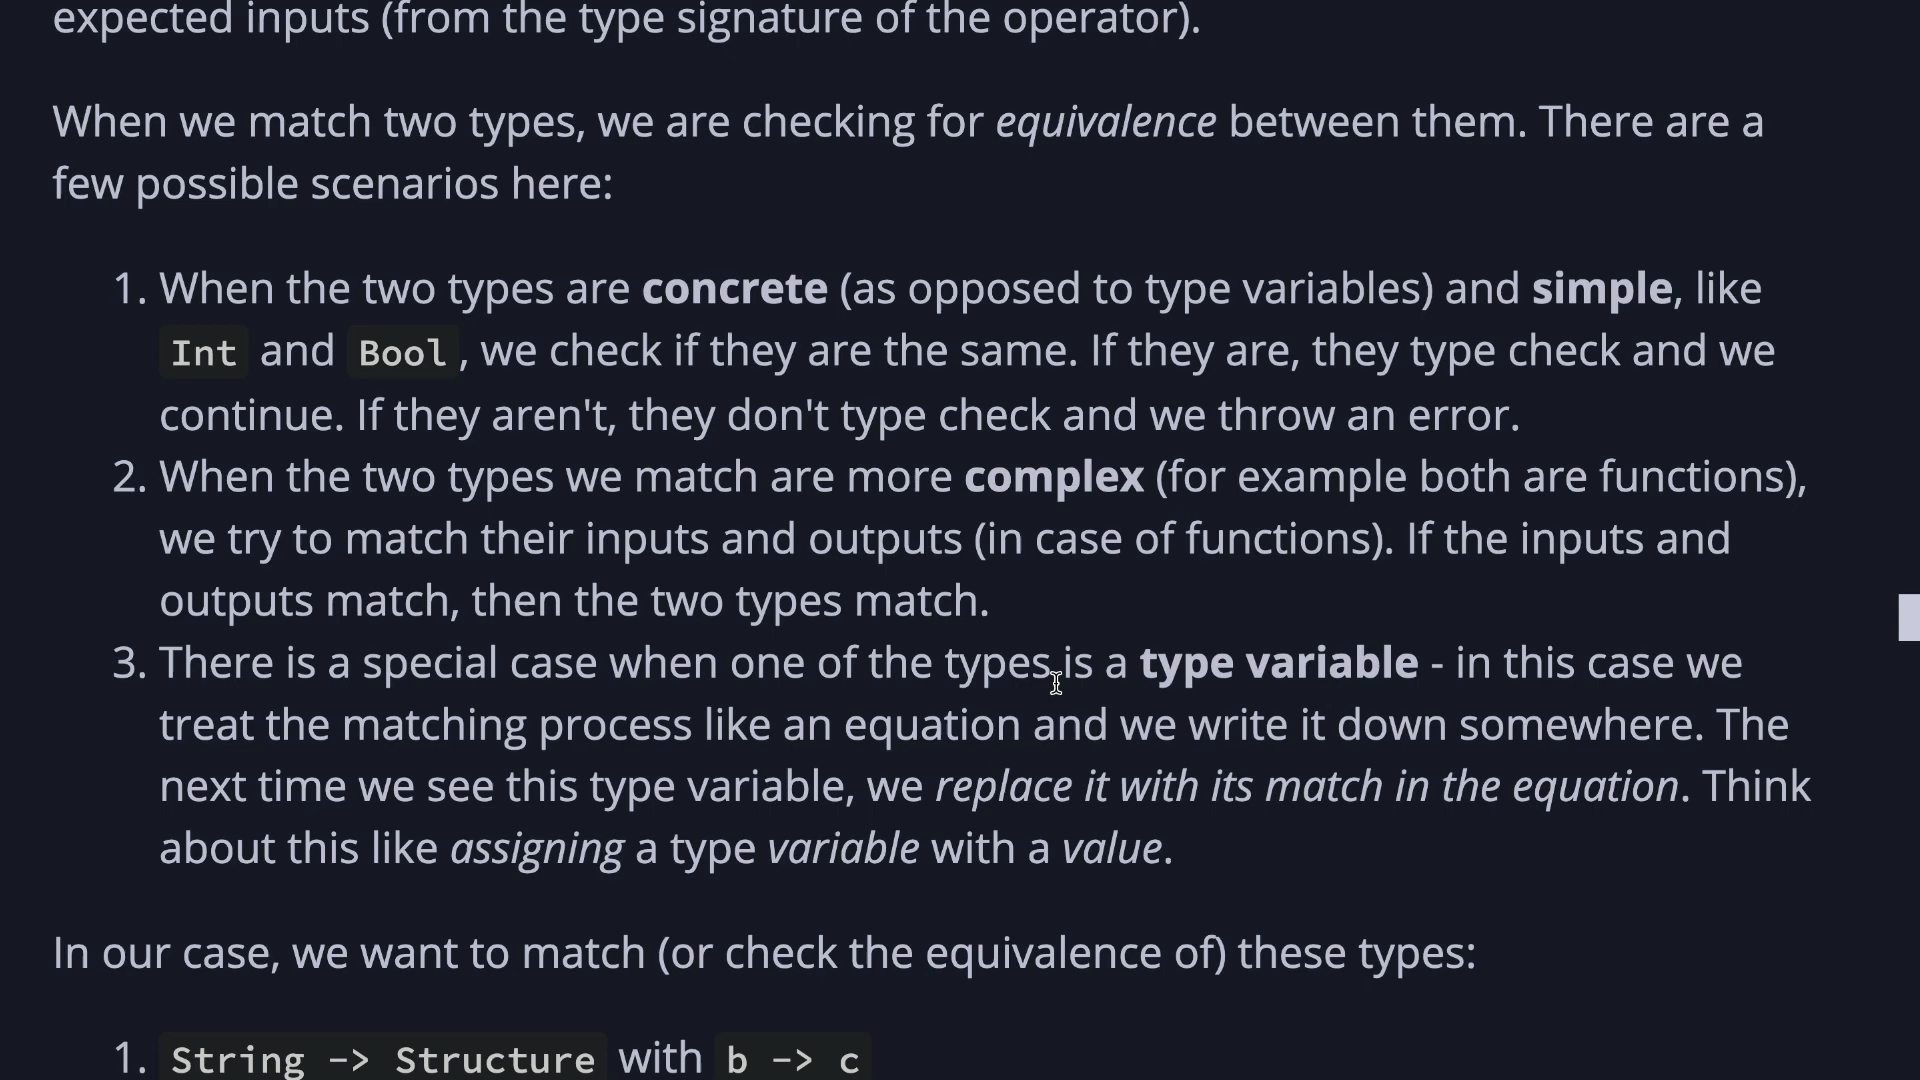 expected inputs (from the type signature of the operator).
When we match two types, we are checking for equivalence between them. There are a
few possible scenarios here:
1. When the two types are concrete (as opposed to type variables) and simple, like
Int and Bool, we check if they are the same. If they are, they type check and we
continue. If they aren't, they don't type check and we throw an error.
2. When the two types we match are more complex (for example both are functions),
we try to match their inputs and outputs (in case of functions). If the inputs and
outputs match, then the two types match.
3. There is a special case when one of the types is a type variable - in this case we
treat the matching process like an equation and we write it down somewhere. The
next time we see this type variable, we replace it with its match in the equation. Think
about this like assigning a type variable with a value.
In our case, we want to match (or check the equivalence of) these types:
1. String -> Structure with b -> c